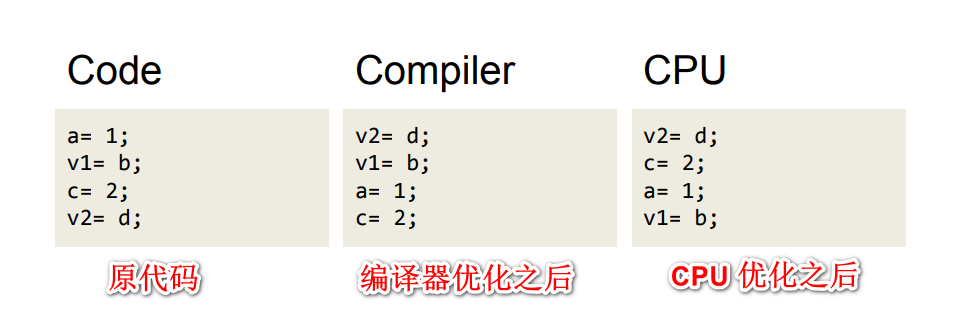 Code
a= 1;
v1= b;
c= 2;
v2= d;
原代码
Compiler
v2= d;
v1= b;
a= 1;
c= 2;
编译器优化之后
CPU
v2= d;
c= 2;
a= 1;
v1= b;
CPU 优化之后